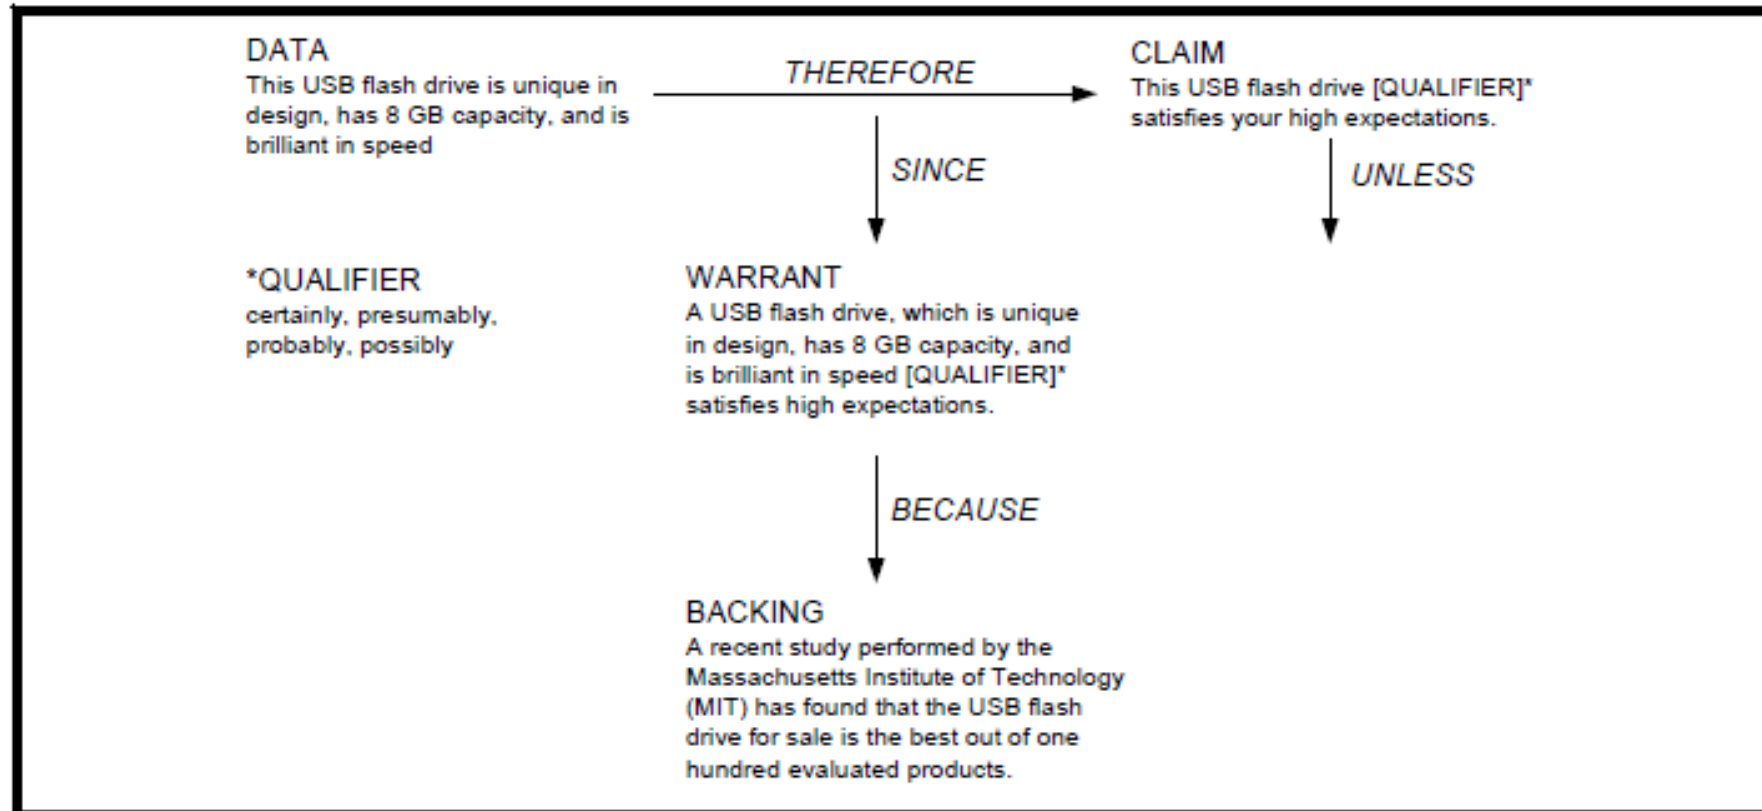 DATA
This USB flash drive is unique in
design, has 8 GB capacity, and is
brilliant in speed
THEREFORE
CLAIM
This USB flash drive [QUALIFIER]*
satisfies your high expectations.
SINCE
UNLESS
*QUALIFIER
certainly, presumably,
probably, possibly
WARRANT
A USB flash drive, which is unique
in design, has 8 GB capacity, and
is brilliant in speed [QUALIFIER]*
satisfies high expectations.
BECAUSE
BACKING
A recent study performed by the
Massachusetts Institute of Technology
(MIT) has found that the USB flash
drive for sale is the best out of one
hundred evaluated products.